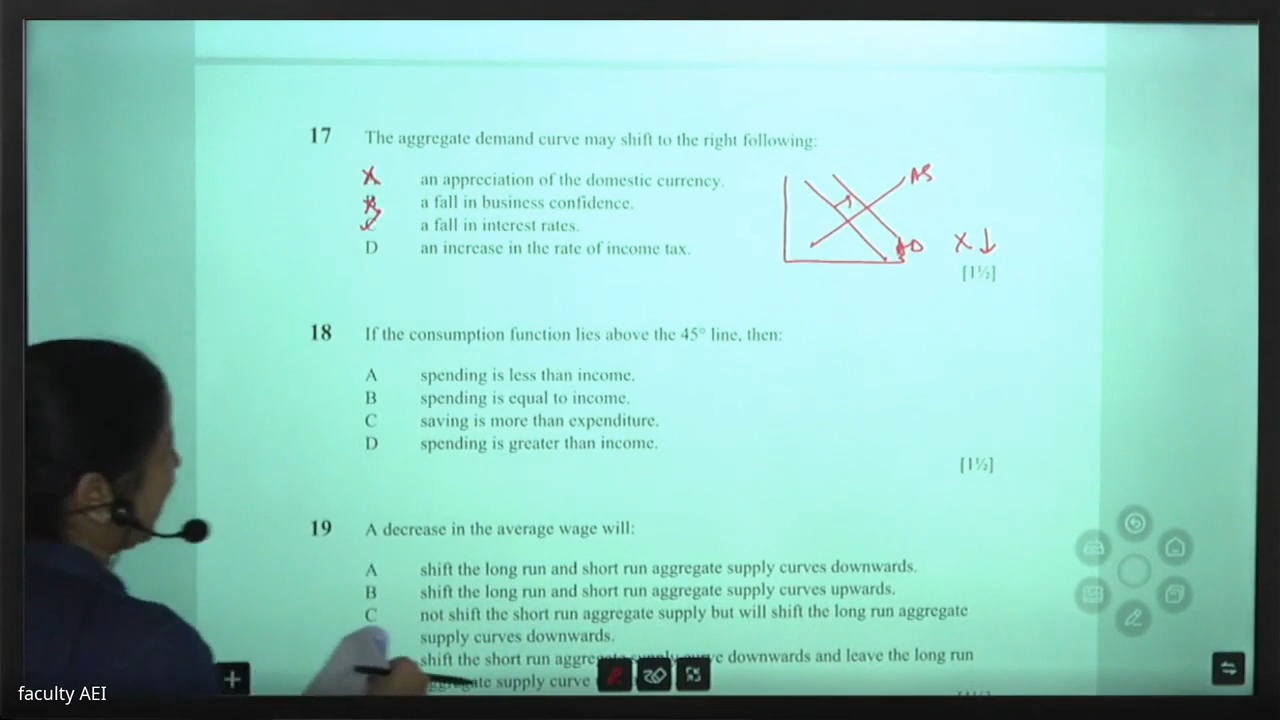 17 The aggregate demand curve may shift to the right following:
X an appreciation of the domestic currency.
a fall in business confidence.
a fall in interest rates.
D an increase in the rate of income tax.
AS
AD X ↓
[1½]
18 If the consumption function lies above the 45° line, then:
A spending is less than income.
B spending is equal to income.
C saving is more than expenditure.
D spending is greater than income.
[1½]
19 A decrease in the average wage will:
A shift the long run and short run aggregate supply curves downwards.
B shift the long run and short run aggregate supply curves upwards.
C not shift the short run aggregate supply but will shift the long run aggregate
supply curves downwards.
shift the short run downwards and leave the long run
supply curve
faculty AEI